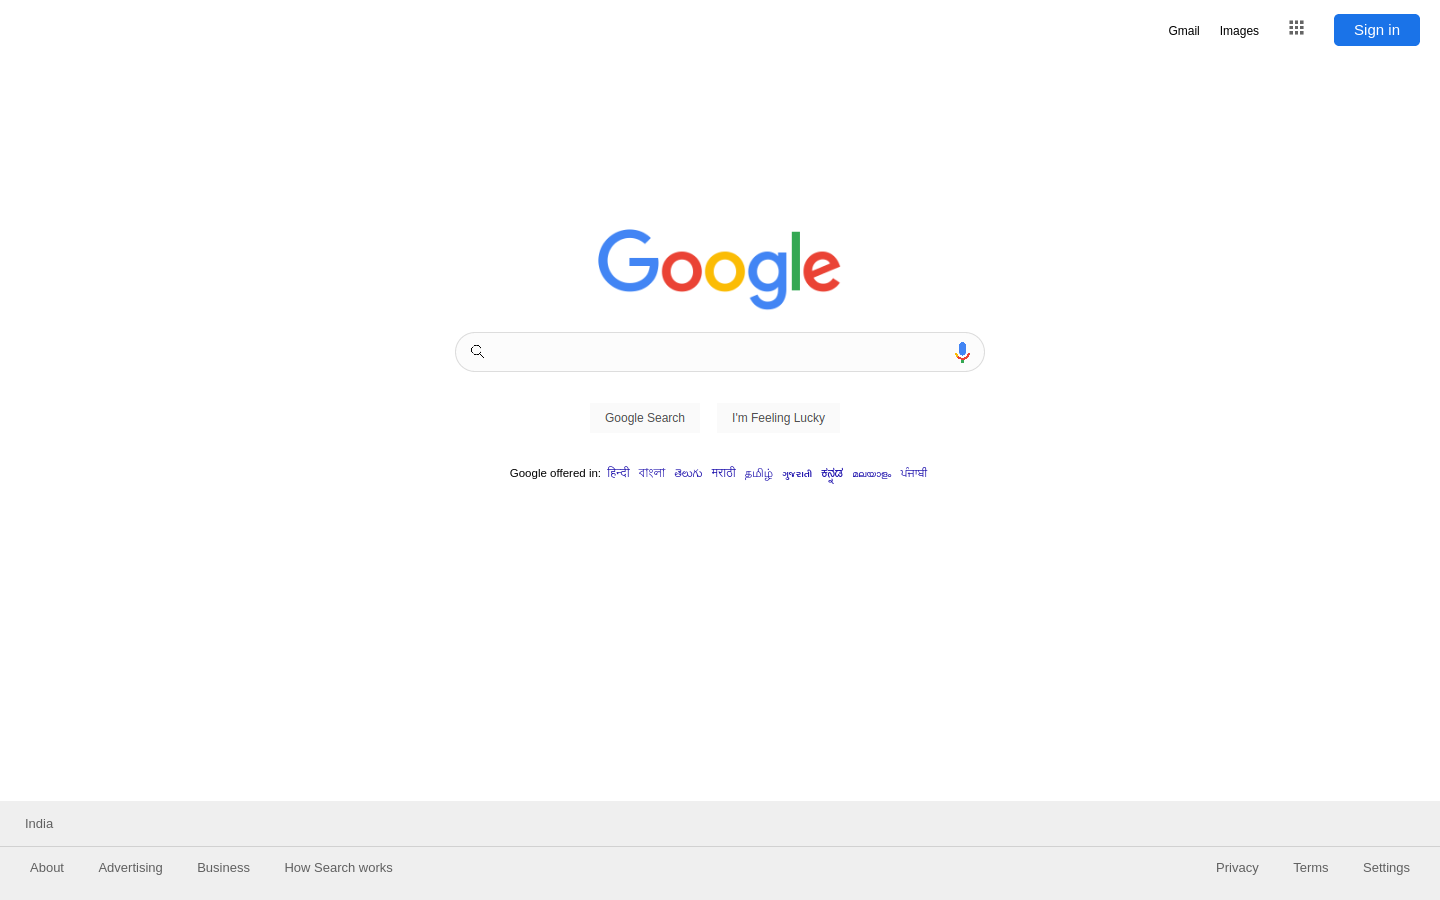 Gmail Images Sign in
Google
Google Search I'm Feeling Lucky
Google offered in: हिन्दी বাংলা తెలుగు मराठी தமிழ் ગુજરાતી ಕನ್ನಡ മലയാളം ਪੰਜਾਬੀ
India
About Advertising Business How Search works Privacy Terms Settings